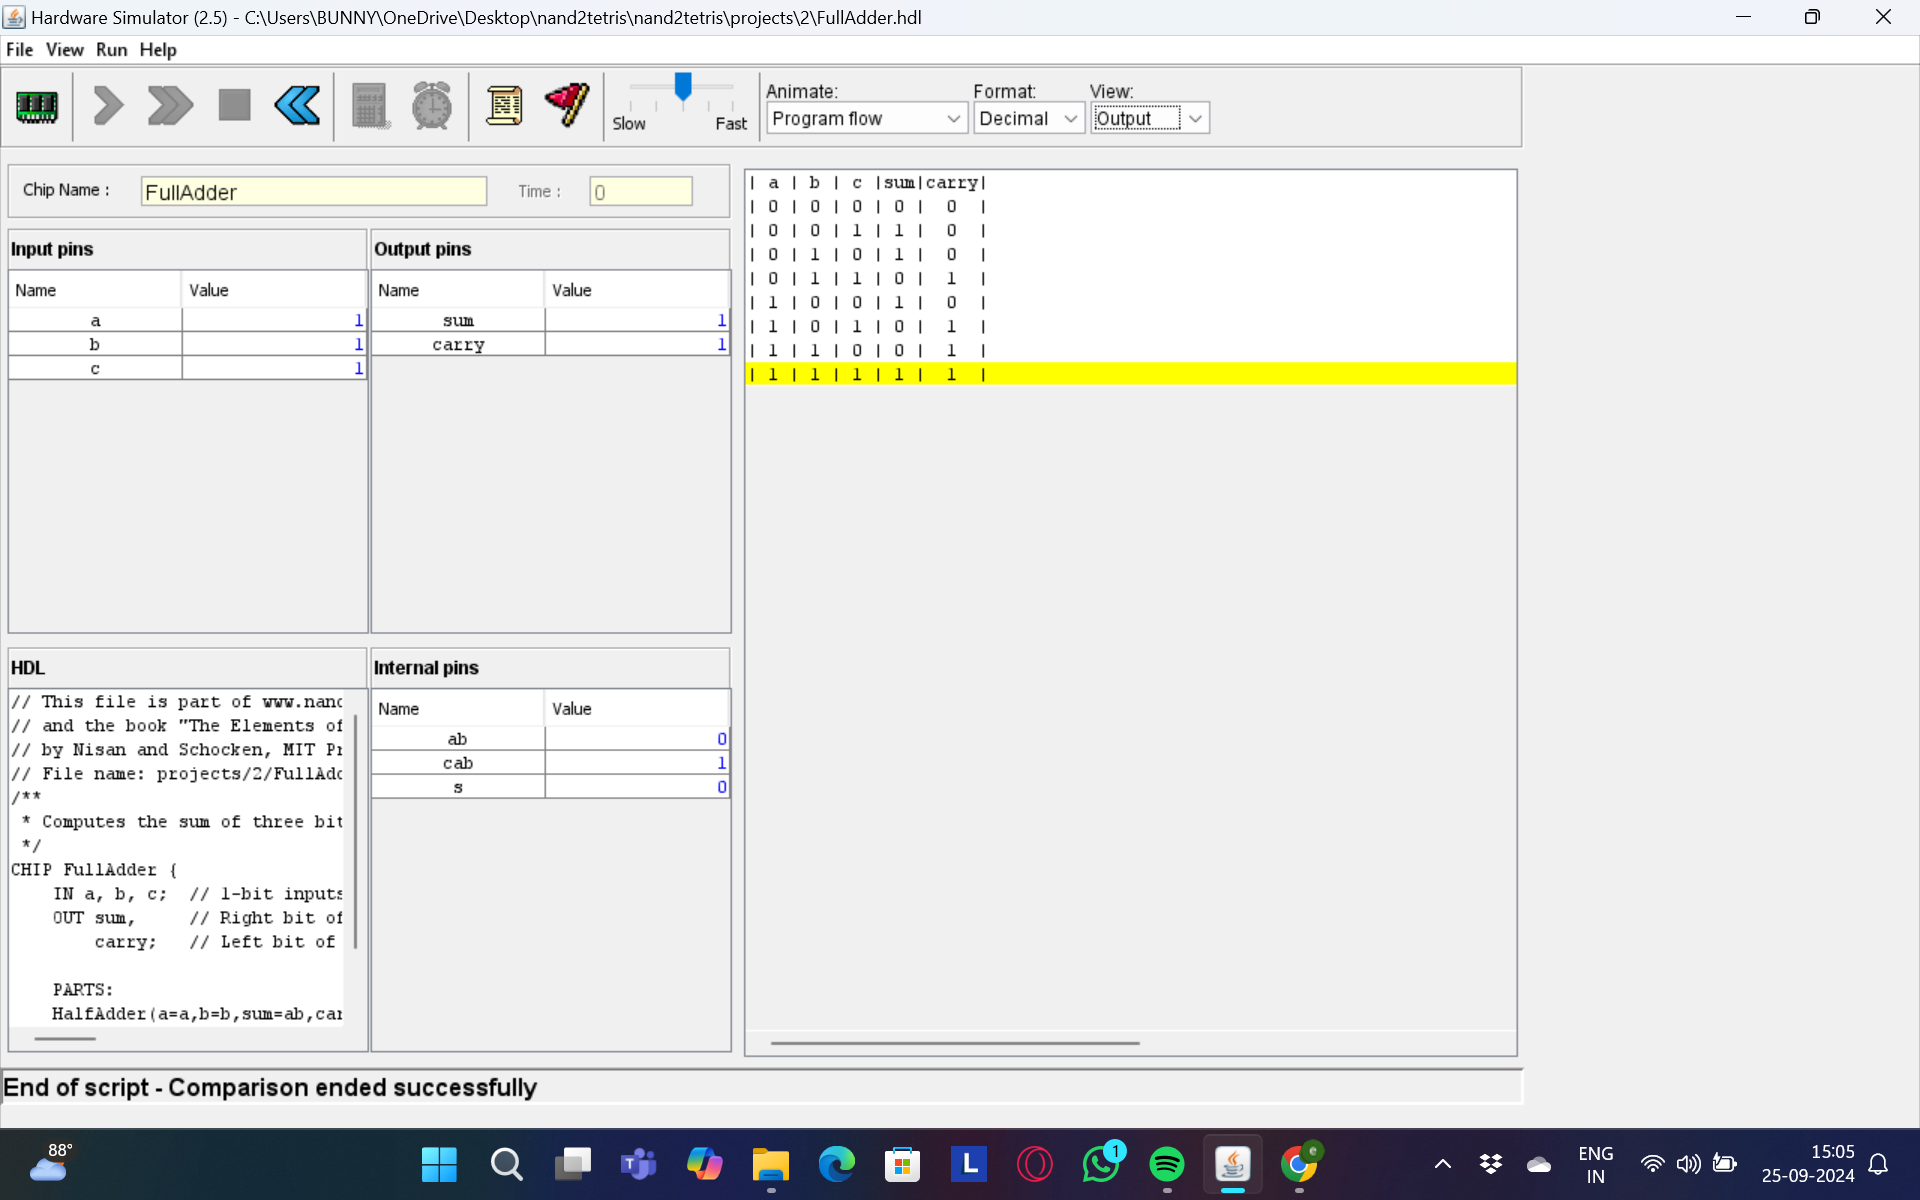 Hardware Simulator (2.5) - C:\Users\BUNNY\OneDrive\Desktop\nand2tetris\nand2tetris\projects\2\FullAdder.hdl
File View Run Help
Slow Fast
Animate:
Program flow
Format:
Decimal
View:
Output
Chip Name :
FullAdder
Time :
0
Input pins
Name Value
a 1
b 1
c 1
Output pins
Name Value
sum 1
carry 1
| a | b | c |sum|carry|
| 0 | 0 | 0 | 0 | 0 |
| 0 | 0 | 1 | 1 | 0 |
| 0 | 1 | 0 | 1 | 0 |
| 0 | 1 | 1 | 0 | 1 |
| 1 | 0 | 0 | 1 | 0 |
| 1 | 0 | 1 | 0 | 1 |
| 1 | 1 | 0 | 0 | 1 |
| 1 | 1 | 1 | 1 | 1 |
HDL
// This file is part of www.nand
// and the book "The Elements of
// by Nisan and Schocken, MIT Pr
// File name: projects/2/FullAdd
/**
* Computes the sum of three bit
*/
CHIP FullAdder {
IN a, b, c; // 1-bit inputs
OUT sum, // Right bit of
carry; // Left bit of
PARTS:
HalfAdder(a=a,b=b,sum=ab,car
Internal pins
Name Value
ab 0
cab 1
s 0
End of script - Comparison ended successfully
88°
L
1
e
ENG
IN
15:05
25-09-2024